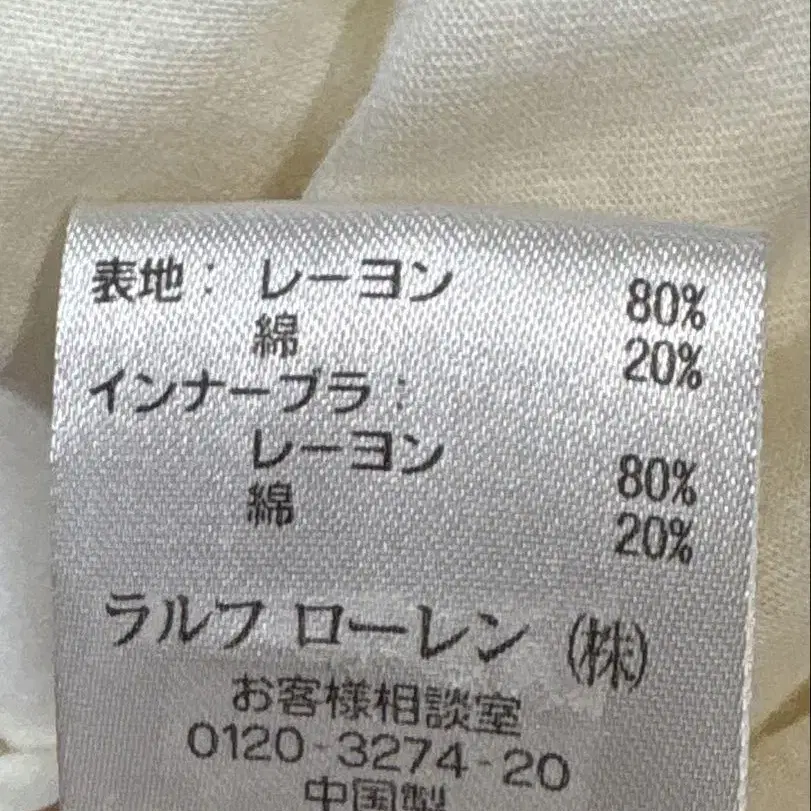 表地: レーヨン 80%
綿 20%
インナーブラ:
レーヨン 80%
綿 20%
ラルフ ローレン (株)
お客様相談室
0120-3274-20
中国製